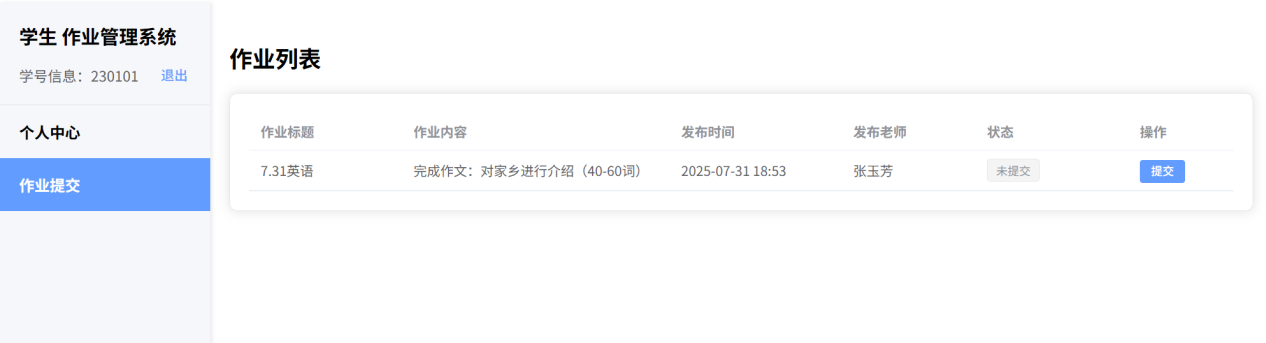 学生 作业管理系统
学号信息：230101 退出
个人中心
作业提交
作业列表
作业标题 作业内容 发布时间 发布老师 状态 操作
7.31英语 完成作文：对家乡进行介绍（40-60词） 2025-07-31 18:53 张玉芳 未提交 提交